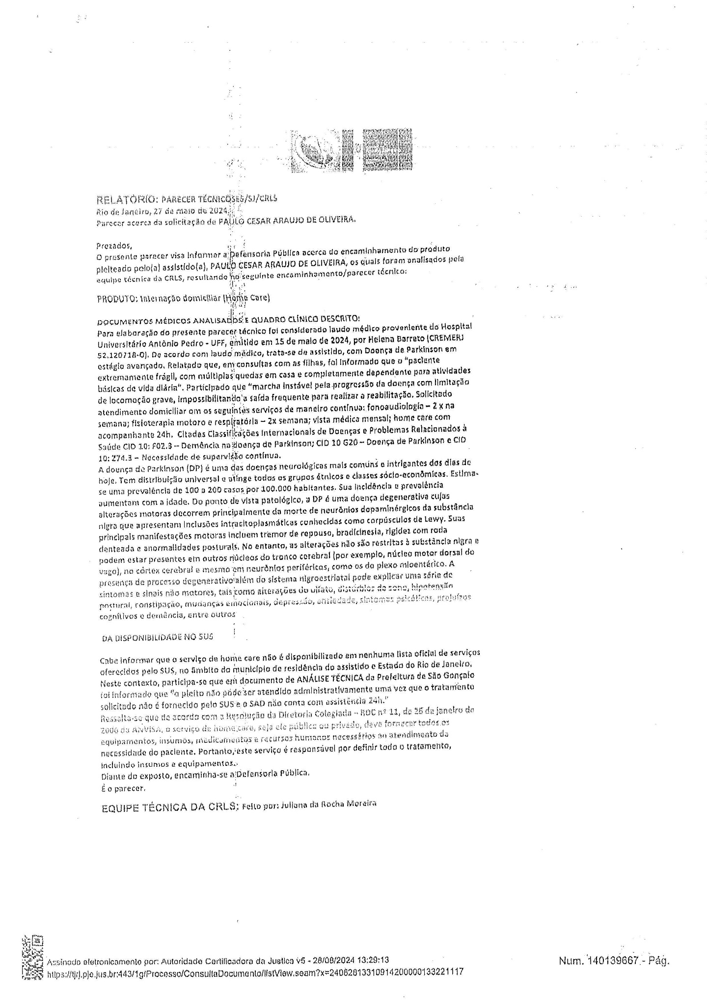 RELATÓRIO: PARECER TÉCNICO SES/SJ/CRLS
Rio de Janeiro, 27 de maio de 2024.
Parecer acerca da solicitação de PAULO CESAR ARAUJO DE OLIVEIRA.
Prezados,
O presente parecer visa informar a Defensoria Pública acerca do encaminhamento do produto
pleiteado pelo(a) assistido(a), PAULO CESAR ARAUJO DE OLIVEIRA, os quais foram analisados pela
equipe técnica da CRLS, resultando no seguinte encaminhamento/parecer técnico:
PRODUTO: Internação domiciliar (Home Care)
DOCUMENTOS MÉDICOS ANALISADOS E QUADRO CLÍNICO DESCRITO:
Para elaboração do presente parecer técnico foi considerado laudo médico proveniente do Hospital
Universitário Antônio Pedro - UFF, emitido em 15 de maio de 2024, por Helena Barreto (CREMERJ
52.120718-0). De acordo com laudo médico, trata-se de assistido, com Doença de Parkinson em
estágio avançado. Relatado que, em consultas com as filhas, foi informado que o "paciente
extremamente frágil, com múltiplas quedas em casa e completamente dependente para atividades
básicas de vida diária". Participado que "marcha instável pela progressão da doença com limitação
de locomoção grave, impossibilitando a saída frequente para realizar a reabilitação. Solicitado
atendimento domiciliar om os seguintes serviços de maneiro contínua: fonoaudiologia – 2 x na
semana; fisioterapia motoro e respiratória – 2x semana; vista médica mensal; home care com
acompanhante 24h. Citadas Classificações Internacionais de Doenças e Problemas Relacionados à
Saúde CID 10: F02.3 – Demência na doença de Parkinson; CID 10 G20 – Doença de Parkinson e CID
10: Z74.3 – Necessidade de supervisão contínua.
A doença de Parkinson (DP) é uma das doenças neurológicas mais comuns e intrigantes dos dias de
hoje. Tem distribuição universal e atinge todos os grupos étnicos e classes sócio-econômicas. Estima-
se uma prevalência de 100 a 200 casos por 100.000 habitantes. Sua incidência e prevalência
aumentam com a idade. Do ponto de vista patológico, a DP é uma doença degenerativa cujas
alterações motoras decorrem principalmente da morte de neurônios dopaminérgicos da substância
nigra que apresentam inclusões intracitoplasmáticas conhecidas como corpúsculos de Lewy. Suas
principais manifestações motoras incluem tremor de repouso, bradicinesia, rigidez com roda
denteada e anormalidades posturais. No entanto, as alterações não são restritas à substância nigra e
podem estar presentes em outros núcleos do tronco cerebral (por exemplo, núcleo motor dorsal do
vago), no córtex cerebral e mesmo em neurônios periféricos, como os do plexo mioentérico. A
presença de processo degenerativo além do sistema nigroestriatal pode explicar uma série de
sintomas e sinais não motores, tais como alterações do olfato, distúrbios do sono, hipotensão
postural, constipação, mudanças emocionais, depressão, ansiedade, sintomas psicóticos, prejuízos
cognitivos e demência, entre outros
DA DISPONIBILIDADE NO SUS
Cabe informar que o serviço de home care não é disponibilizado em nenhuma lista oficial de serviços
oferecidos pelo SUS, no âmbito do município de residência do assistido e Estado do Rio de Janeiro.
Neste contexto, participa-se que em documento de ANÁLISE TÉCNICA da Prefeitura de São Gonçalo
foi informado que "o pleito não pode ser atendido administrativamente uma vez que o tratamento
solicitado não é fornecido pelo SUS e o SAD não conta com assistência 24h."
Ressalta-se que de acordo com a Resolução da Diretoria Colegiada – RDC nº 11, de 26 de janeiro de
2006 da ANVISA, o serviço de home care, seja ele público ou privado, deve fornecer todos os
equipamentos, insumos, medicamentos e recursos humanos necessários ao atendimento da
necessidade do paciente. Portanto, este serviço é responsável por definir todo o tratamento,
incluindo insumos e equipamentos.
Diante do exposto, encaminha-se a Defensoria Pública.
É o parecer.
EQUIPE TÉCNICA DA CRLS: Feito por: Juliana da Rocha Moreira
Assinado eletronicamente por: Autoridade Certificadora da Justica v5 - 28/08/2024 13:29:13
https://tjrj.pje.jus.br:443/1g/Processo/ConsultaDocumento/listView.seam?x=24082813310914200000133221117
Num. 140139667 - Pág.